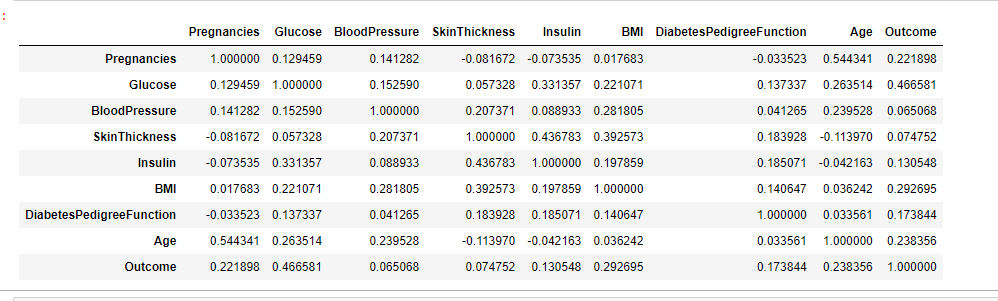 :
Pregnancies Glucose BloodPressure SkinThickness Insulin BMI DiabetesPedigreeFunction Age Outcome
Pregnancies 1.000000 0.129459 0.141282 -0.081672 -0.073535 0.017683 -0.033523 0.544341 0.221898
Glucose 0.129459 1.000000 0.152590 0.057328 0.331357 0.221071 0.137337 0.263514 0.466581
BloodPressure 0.141282 0.152590 1.000000 0.207371 0.088933 0.281805 0.041265 0.239528 0.065068
SkinThickness -0.081672 0.057328 0.207371 1.000000 0.436783 0.392573 0.183928 -0.113970 0.074752
Insulin -0.073535 0.331357 0.088933 0.436783 1.000000 0.197859 0.185071 -0.042163 0.130548
BMI 0.017683 0.221071 0.281805 0.392573 0.197859 1.000000 0.140647 0.036242 0.292695
DiabetesPedigreeFunction -0.033523 0.137337 0.041265 0.183928 0.185071 0.140647 1.000000 0.033561 0.173844
Age 0.544341 0.263514 0.239528 -0.113970 -0.042163 0.036242 0.033561 1.000000 0.238356
Outcome 0.221898 0.466581 0.065068 0.074752 0.130548 0.292695 0.173844 0.238356 1.000000